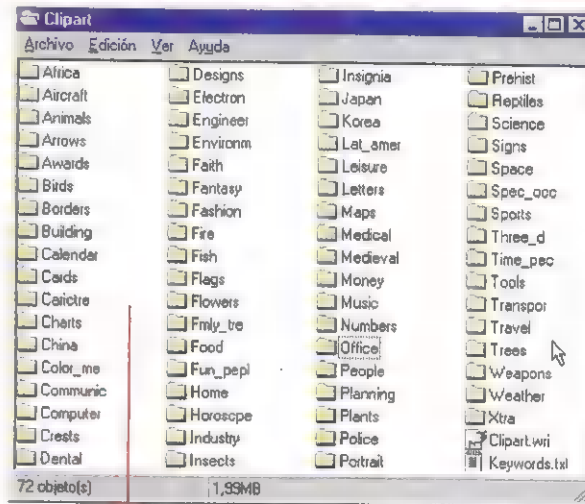 Clipart
Archivo Edición Ver Ayuda
Africa
Aircraft
Animals
Arrows
Awards
Birds
Borders
Building
Calendar
Cards
Carictre
Charts
China
Color_me
Communic
Computer
Crests
Dental
Designs
Electron
Engineer
Environm
Faith
Fantasy
Fashion
Fire
Fish
Flags
Flowers
Fmly_tre
Food
Fun_pepl
Home
Horoscpe
Industry
Insects
Insignia
Japan
Korea
Lat_amer
Leisure
Letters
Maps
Medical
Medieval
Money
Music
Numbers
Office
People
Planning
Plants
Police
Portrait
Prehist
Reptiles
Science
Signs
Space
Spec_occ
Sports
Three_d
Time_pec
Tools
Transpor
Travel
Trees
Weapons
Weather
Xtra
Clipart.wri
Keywords.txt
72 objeto(s) 1,99MB